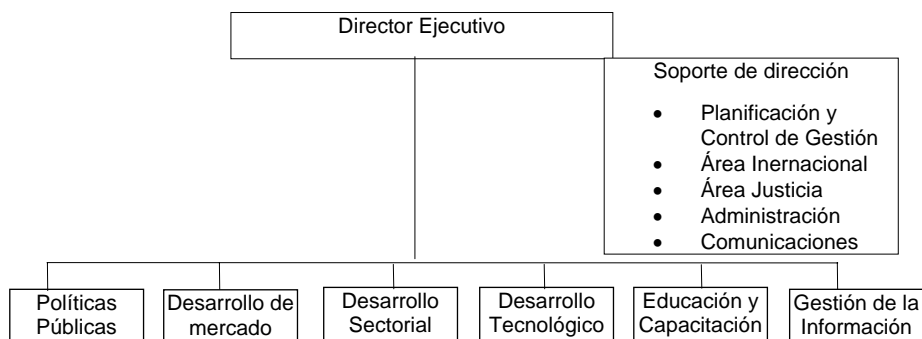 Director Ejecutivo
Soporte de dirección
• Planificación y
Control de Gestión
• Área Inernacional
• Área Justicia
• Administración
• Comunicaciones
Políticas
Públicas
Desarrollo de
mercado
Desarrollo
Sectorial
Desarrollo
Tecnológico
Educación y
Capacitación
Gestión de la
Información